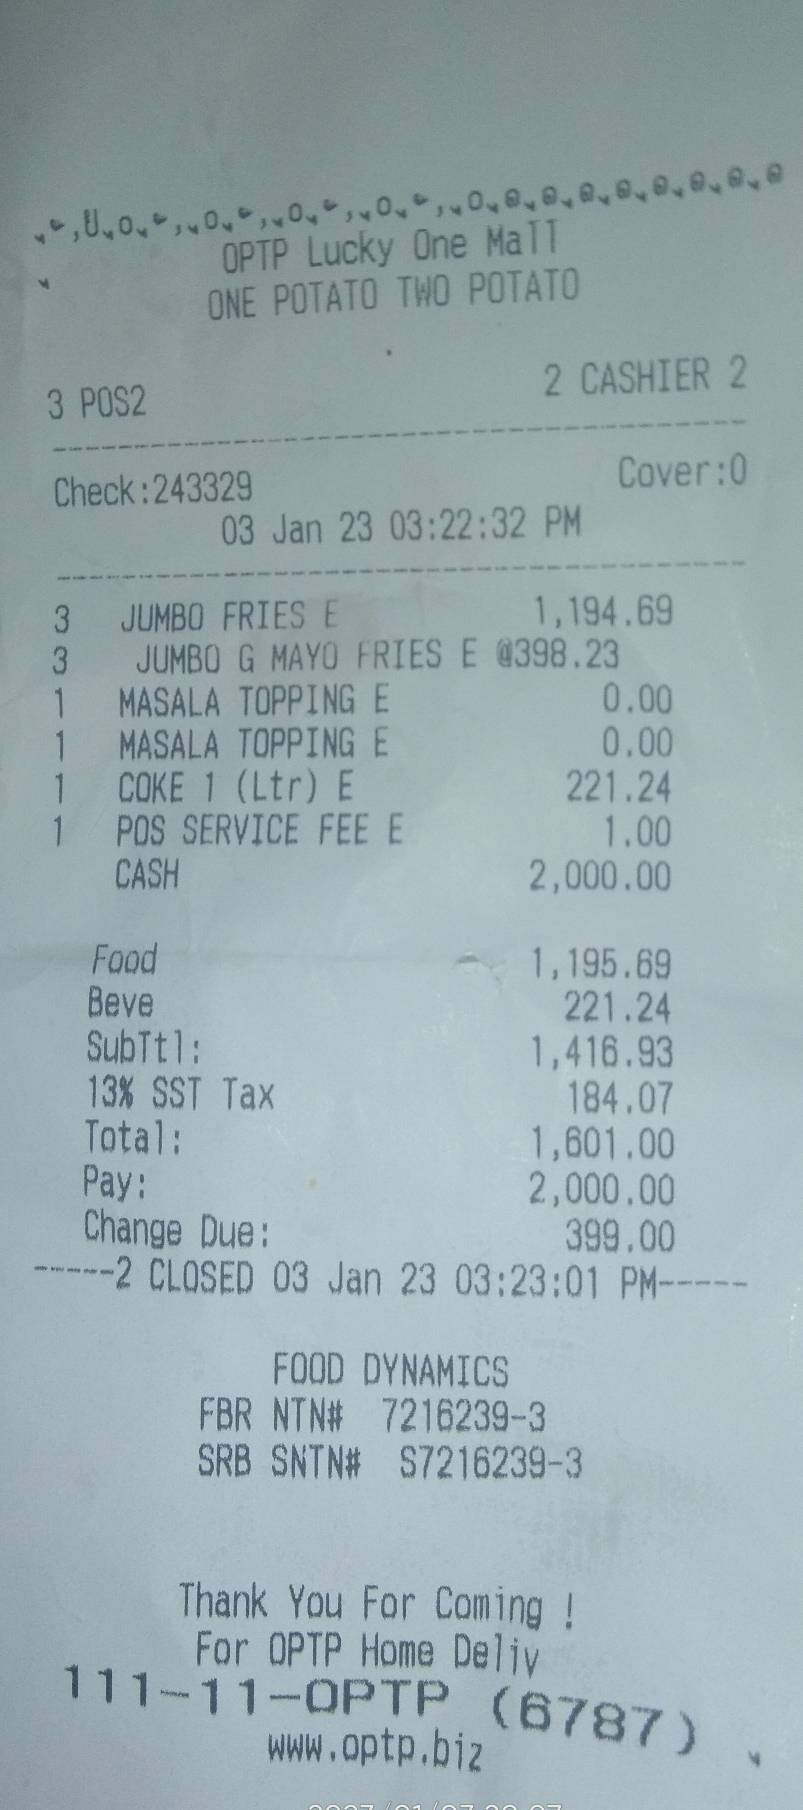 OPTP Lucky One Mall
ONE POTATO TWO POTATO
3 POS2 2 CASHIER 2
Check:243329 Cover:0
03 Jan 23 03:22:32 PM
3 JUMBO FRIES E 1,194.69
3 JUMBO G MAYO FRIES E @398.23
1 MASALA TOPPING E 0.00
1 MASALA TOPPING E 0.00
1 COKE 1 (Ltr) E 221.24
1 POS SERVICE FEE E 1.00
CASH 2,000.00
Food 1,195.69
Beve 221.24
SubTtl: 1,416.93
13% SST Tax 184.07
Total: 1,601.00
Pay: 2,000.00
Change Due: 399.00
-----2 CLOSED 03 Jan 23 03:23:01 PM-----
FOOD DYNAMICS
FBR NTN# 7216239-3
SRB SNTN# S7216239-3
Thank You For Coming !
For OPTP Home Deliv
111-11-OPTP (6787)
www.optp.biz